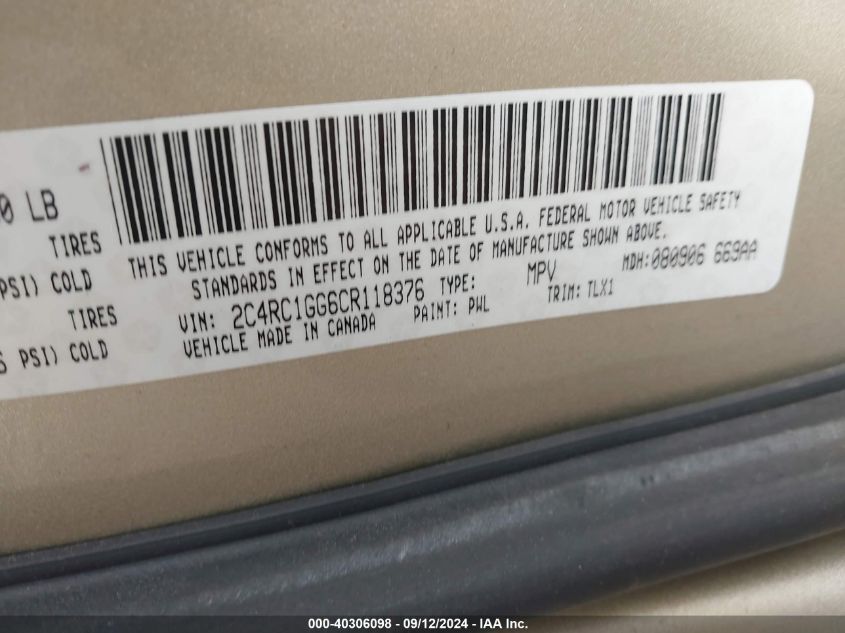 0 LB
TIRES
PSI) COLD
TIRES
PSI) COLD
THIS VEHICLE CONFORMS TO ALL APPLICABLE U.S.A. FEDERAL MOTOR VEHICLE SAFETY
STANDARDS IN EFFECT ON THE DATE OF MANUFACTURE SHOWN ABOVE.
VIN: 2C4RC1GG6CR118376 TYPE: MPV MDH:080906 669AA
VEHICLE MADE IN CANADA PAINT: PWL TRIM: TLX1
000-40306098 - 09/12/2024 - IAA Inc.